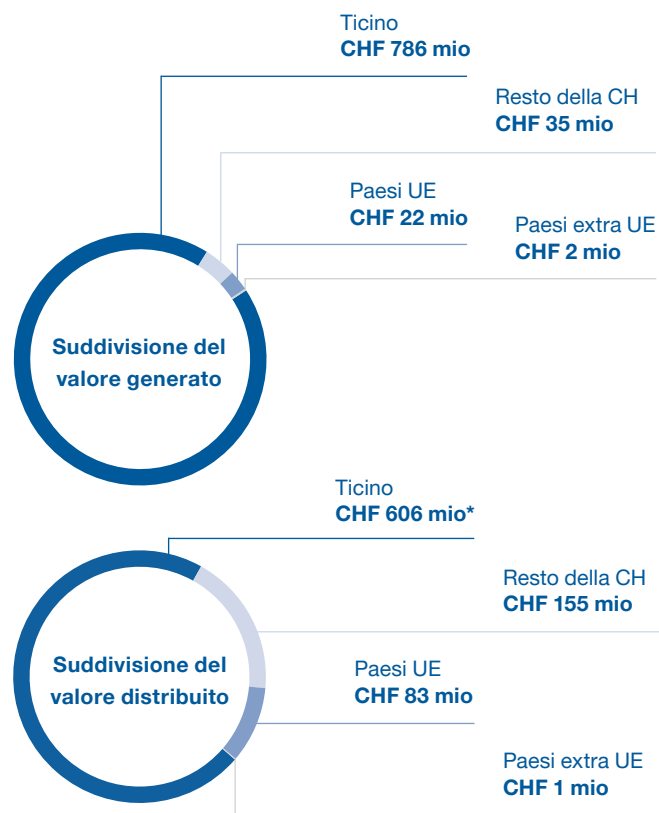 Ticino
CHF 786 mio
Resto della CH
CHF 35 mio
Paesi UE
CHF 22 mio
Paesi extra UE
CHF 2 mio
Suddivisione del
valore generato
Ticino
CHF 606 mio*
Resto della CH
CHF 155 mio
Suddivisione del
valore distribuito
Paesi UE
CHF 83 mio
Paesi extra UE
CHF 1 mio